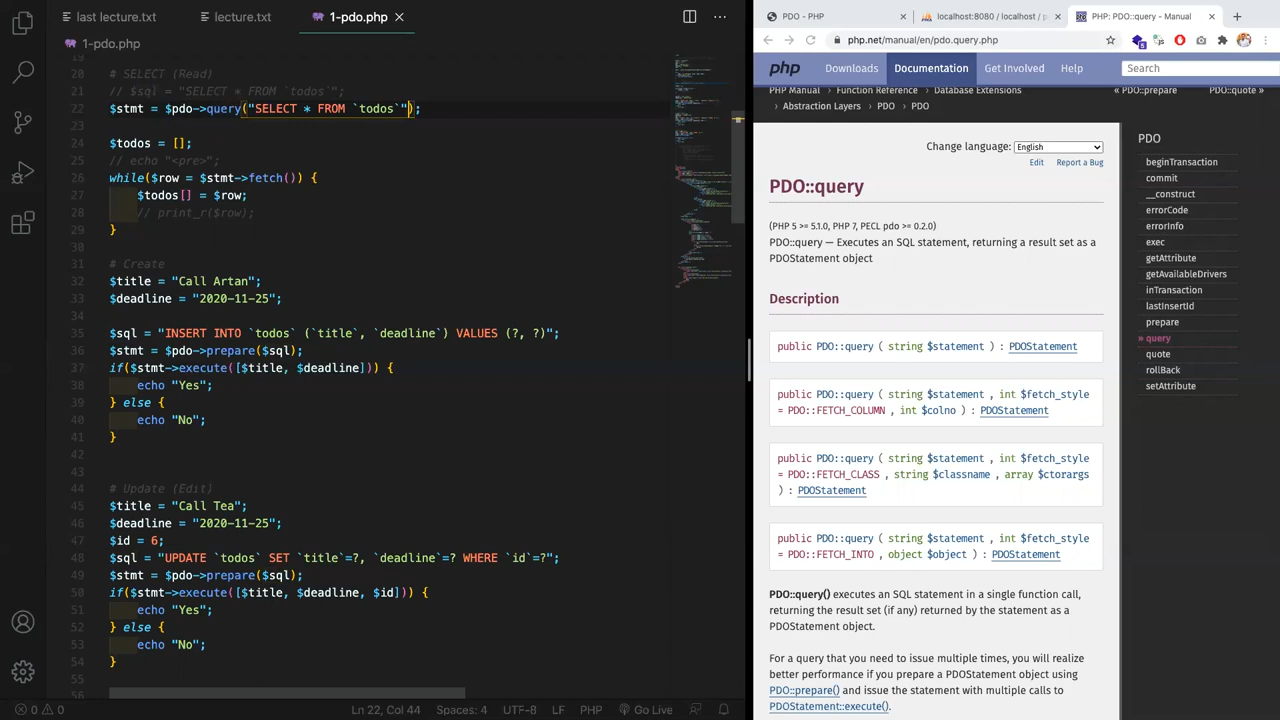 last lecture.txt
lecture.txt
1-pdo.php
1-pdo.php
19
20 # SELECT (Read)
21 // $sql = "SELECT * FROM `todos`";
22 $stmt = $pdo->query("SELECT * FROM `todos`");
23
24 $todos = [];
25 // echo "<pre>";
26 while($row = $stmt->fetch()) {
27 $todos[] = $row;
28 // print_r($row);
29 }
30
31 # Create
32 $title = "Call Artan";
33 $deadline = "2020-11-25";
34
35 $sql = "INSERT INTO `todos` (`title`, `deadline`) VALUES (?, ?)";
36 $stmt = $pdo->prepare($sql);
37 if($stmt->execute([$title, $deadline])) {
38 echo "Yes";
39 } else {
40 echo "No";
41 }
42
43
44 # Update (Edit)
45 $title = "Call Tea";
46 $deadline = "2020-11-25";
47 $id = 6;
48 $sql = "UPDATE `todos` SET `title`=?, `deadline`=? WHERE `id`=?";
49 $stmt = $pdo->prepare($sql);
50 if($stmt->execute([$title, $deadline, $id])) {
51 echo "Yes";
52 } else {
53 echo "No";
54 }
0 0
Ln 22, Col 44
Spaces: 4
UTF-8
LF
PHP
Go Live
PDO - PHP
localhost:8080 / localhost / p
PHP: PDO::query - Manual
php.net/manual/en/pdo.query.php
php
Downloads
Documentation
Get Involved
Help
Search
PHP Manual › Function Reference › Database Extensions
› Abstraction Layers › PDO › PDO
« PDO::prepare
PDO::quote »
Change language: English
Edit
Report a Bug
PDO::query
(PHP 5 >= 5.1.0, PHP 7, PECL pdo >= 0.2.0)
PDO::query — Executes an SQL statement, returning a result set as a
PDOStatement object
Description
public PDO::query ( string $statement ) : PDOStatement
public PDO::query ( string $statement , int $fetch_style
= PDO::FETCH_COLUMN , int $colno ) : PDOStatement
public PDO::query ( string $statement , int $fetch_style
= PDO::FETCH_CLASS , string $classname , array $ctorargs
) : PDOStatement
public PDO::query ( string $statement , int $fetch_style
= PDO::FETCH_INTO , object $object ) : PDOStatement
PDO::query() executes an SQL statement in a single function call,
returning the result set (if any) returned by the statement as a
PDOStatement object.
For a query that you need to issue multiple times, you will realize
better performance if you prepare a PDOStatement object using
PDO::prepare() and issue the statement with multiple calls to
PDOStatement::execute().
PDO
beginTransaction
commit
__construct
errorCode
errorInfo
exec
getAttribute
getAvailableDrivers
inTransaction
lastInsertId
prepare
» query
quote
rollBack
setAttribute